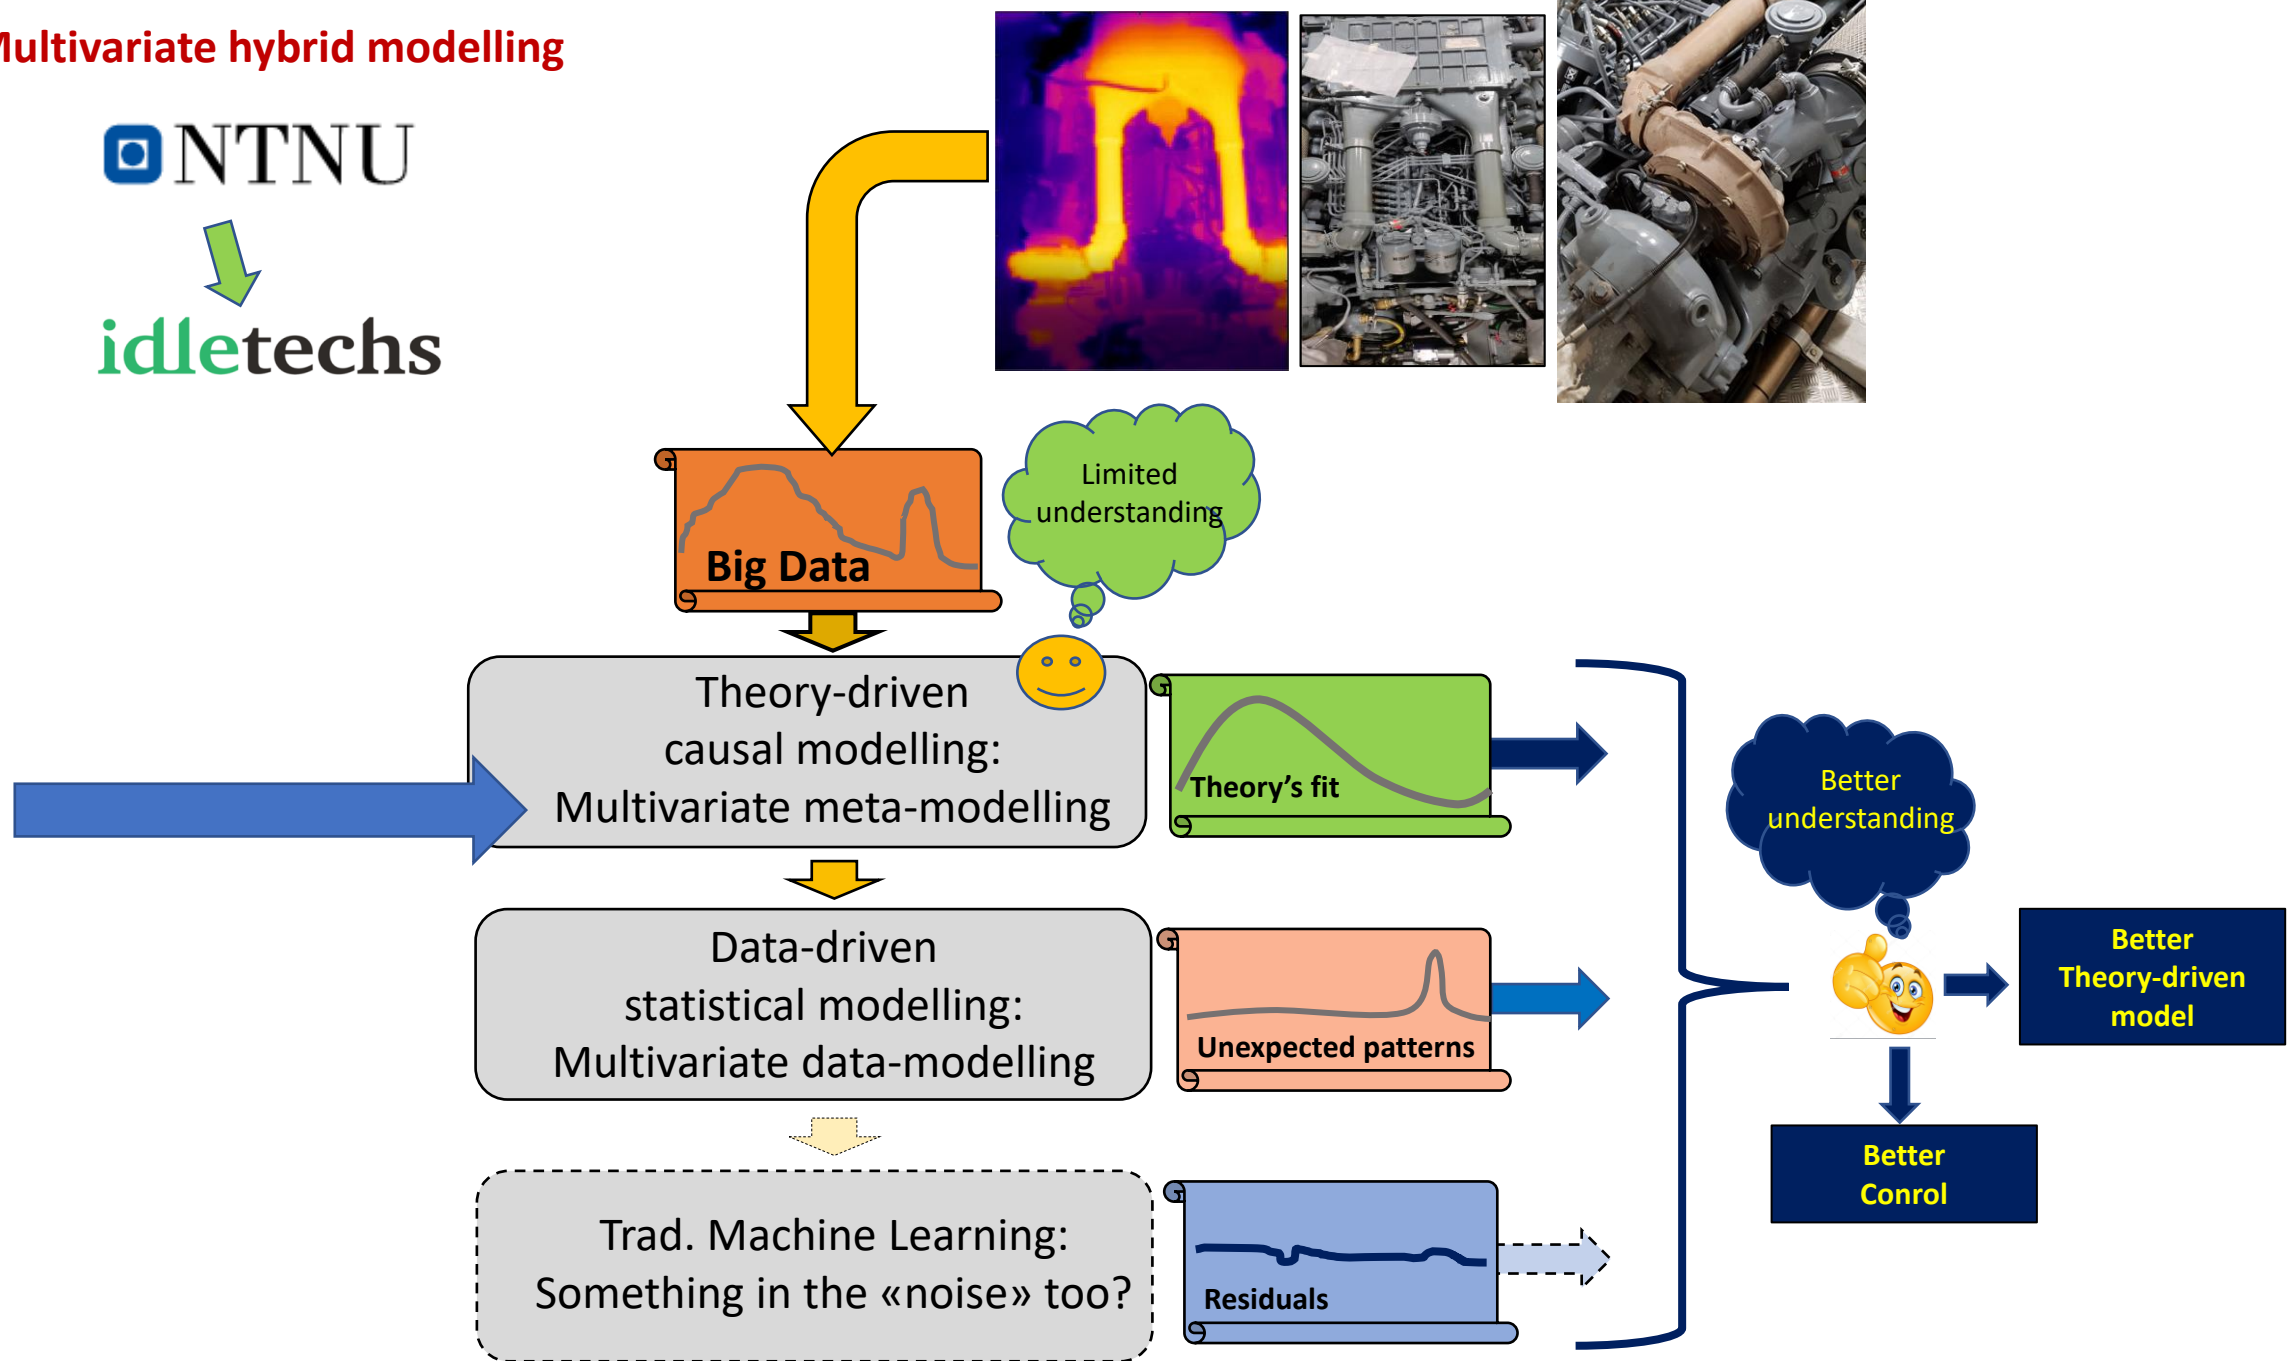 Multivariate hybrid modelling
NTNU
idletechs
Limited
understanding
Big Data
Theory-driven
causal modelling:
Multivariate meta-modelling
Theory's fit
Better
understanding
Data-driven
statistical modelling:
Multivariate data-modelling
Unexpected patterns
Better
Theory-driven
model
Better
Conrol
Trad. Machine Learning:
Something in the «noise» too?
Residuals